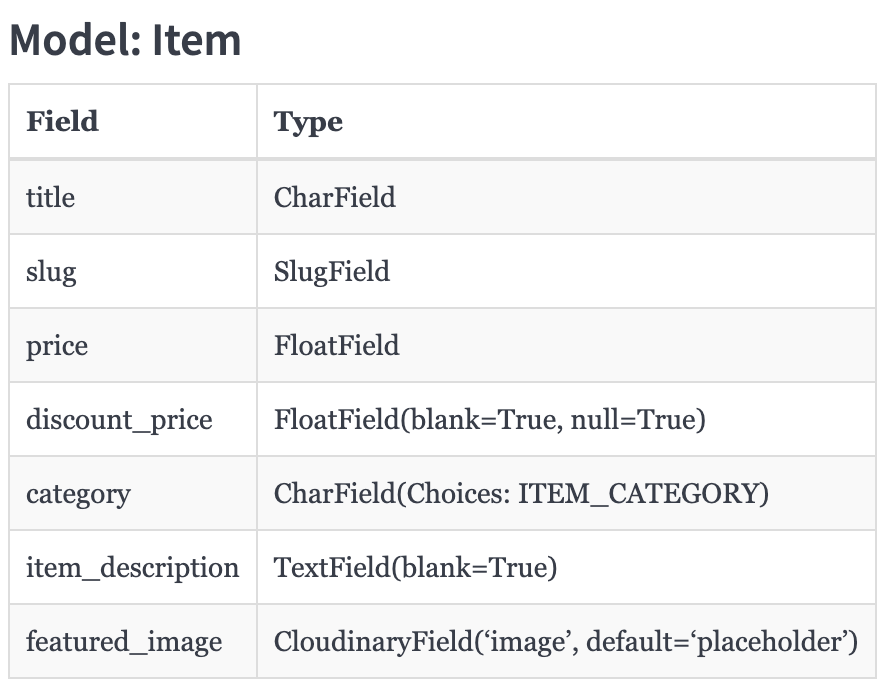 Model: Item
Field Type
title CharField
slug SlugField
price FloatField
discount_price FloatField(blank=True, null=True)
category CharField(Choices: ITEM_CATEGORY)
item_description TextField(blank=True)
featured_image CloudinaryField(‘image’, default=‘placeholder’)